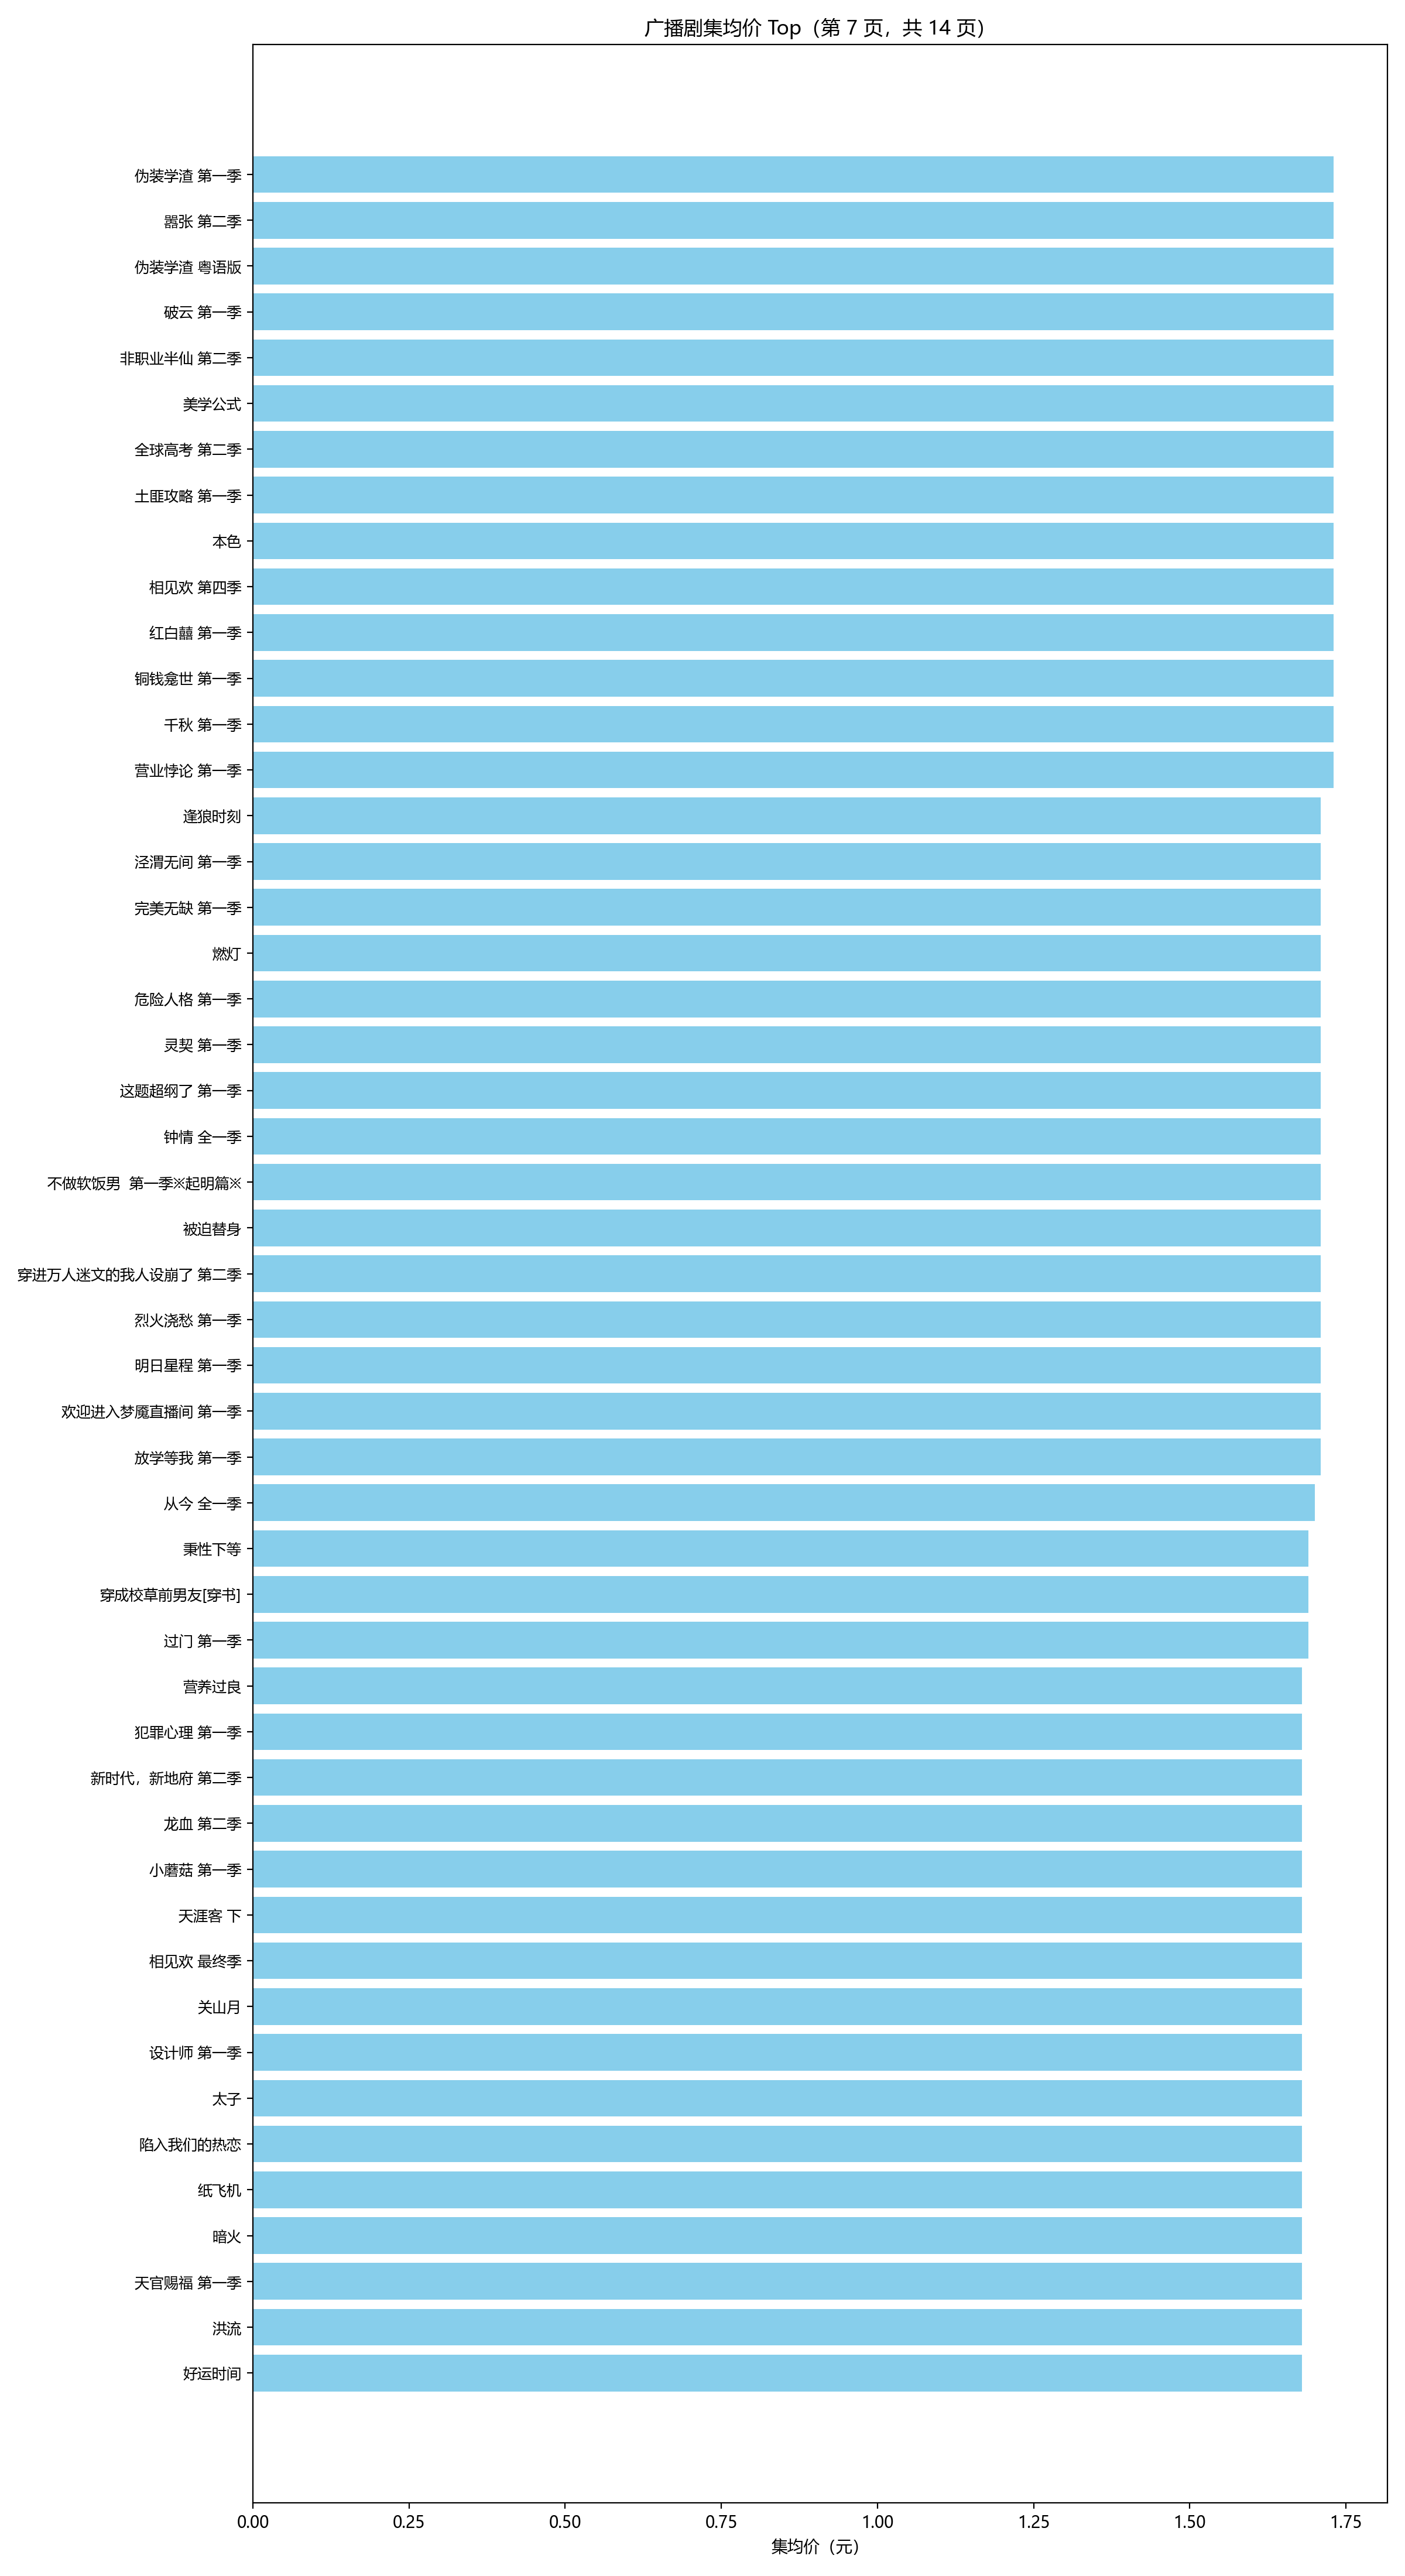 广播剧集均价 Top（第 7 页，共 14 页）
伪装学渣 第一季
嚣张 第二季
伪装学渣 粤语版
破云 第一季
非职业半仙 第二季
美学公式
全球高考 第二季
土匪攻略 第一季
本色
相见欢 第四季
红白囍 第一季
铜钱龛世 第一季
千秋 第一季
营业悖论 第一季
逢狼时刻
泾渭无间 第一季
完美无缺 第一季
燃灯
危险人格 第一季
灵契 第一季
这题超纲了 第一季
钟情 全一季
不做软饭男  第一季※起明篇※
被迫替身
穿进万人迷文的我人设崩了 第二季
烈火浇愁 第一季
明日星程 第一季
欢迎进入梦魇直播间 第一季
放学等我 第一季
从今 全一季
秉性下等
穿成校草前男友[穿书]
过门 第一季
营养过良
犯罪心理 第一季
新时代，新地府 第二季
龙血 第二季
小蘑菇 第一季
天涯客 下
相见欢 最终季
关山月
设计师 第一季
太子
陷入我们的热恋
纸飞机
暗火
天官赐福 第一季
洪流
好运时间
0.00 0.25 0.50 0.75 1.00 1.25 1.50 1.75
集均价（元）